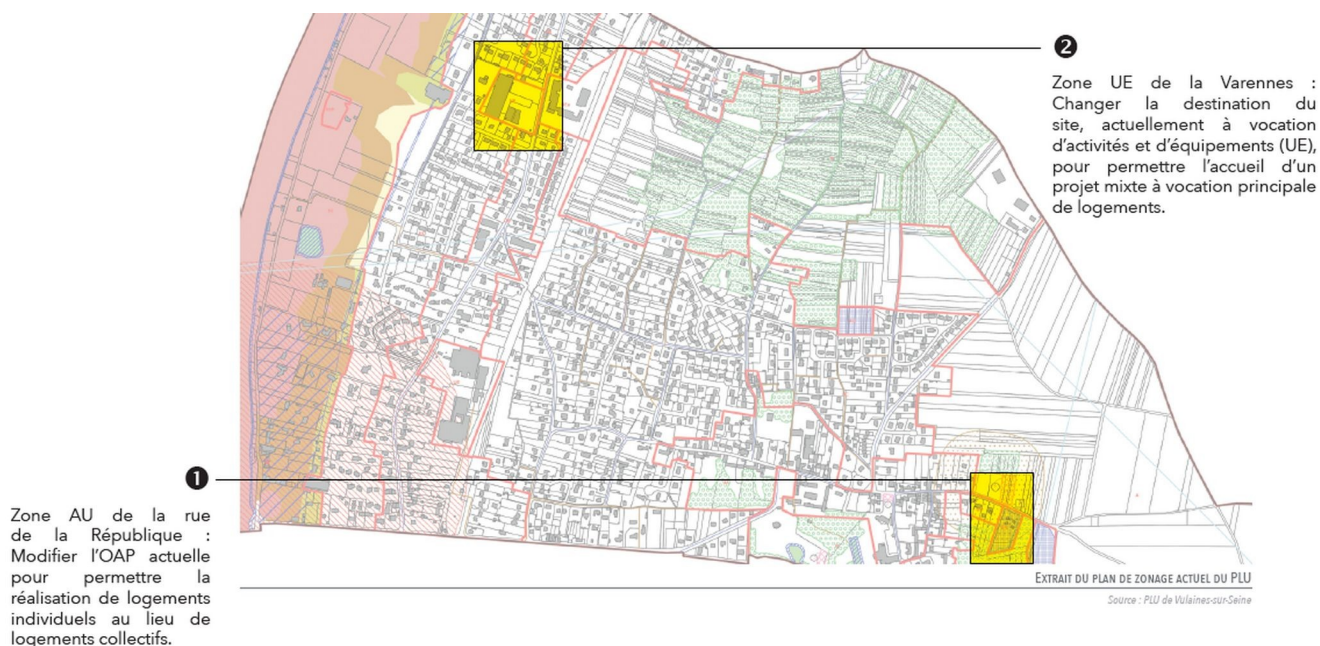 ❷
Zone UE de la Varennes :
Changer la destination du
site, actuellement à vocation
d’activités et d’équipements (UE),
pour permettre l’accueil d’un
projet mixte à vocation principale
de logements.
❶
Zone AU de la rue
de la République :
Modifier l’OAP actuelle
pour permettre la
réalisation de logements
individuels au lieu de
logements collectifs.
EXTRAIT DU PLAN DE ZONAGE ACTUEL DU PLU
Source : PLU de Vulaines-sur-Seine